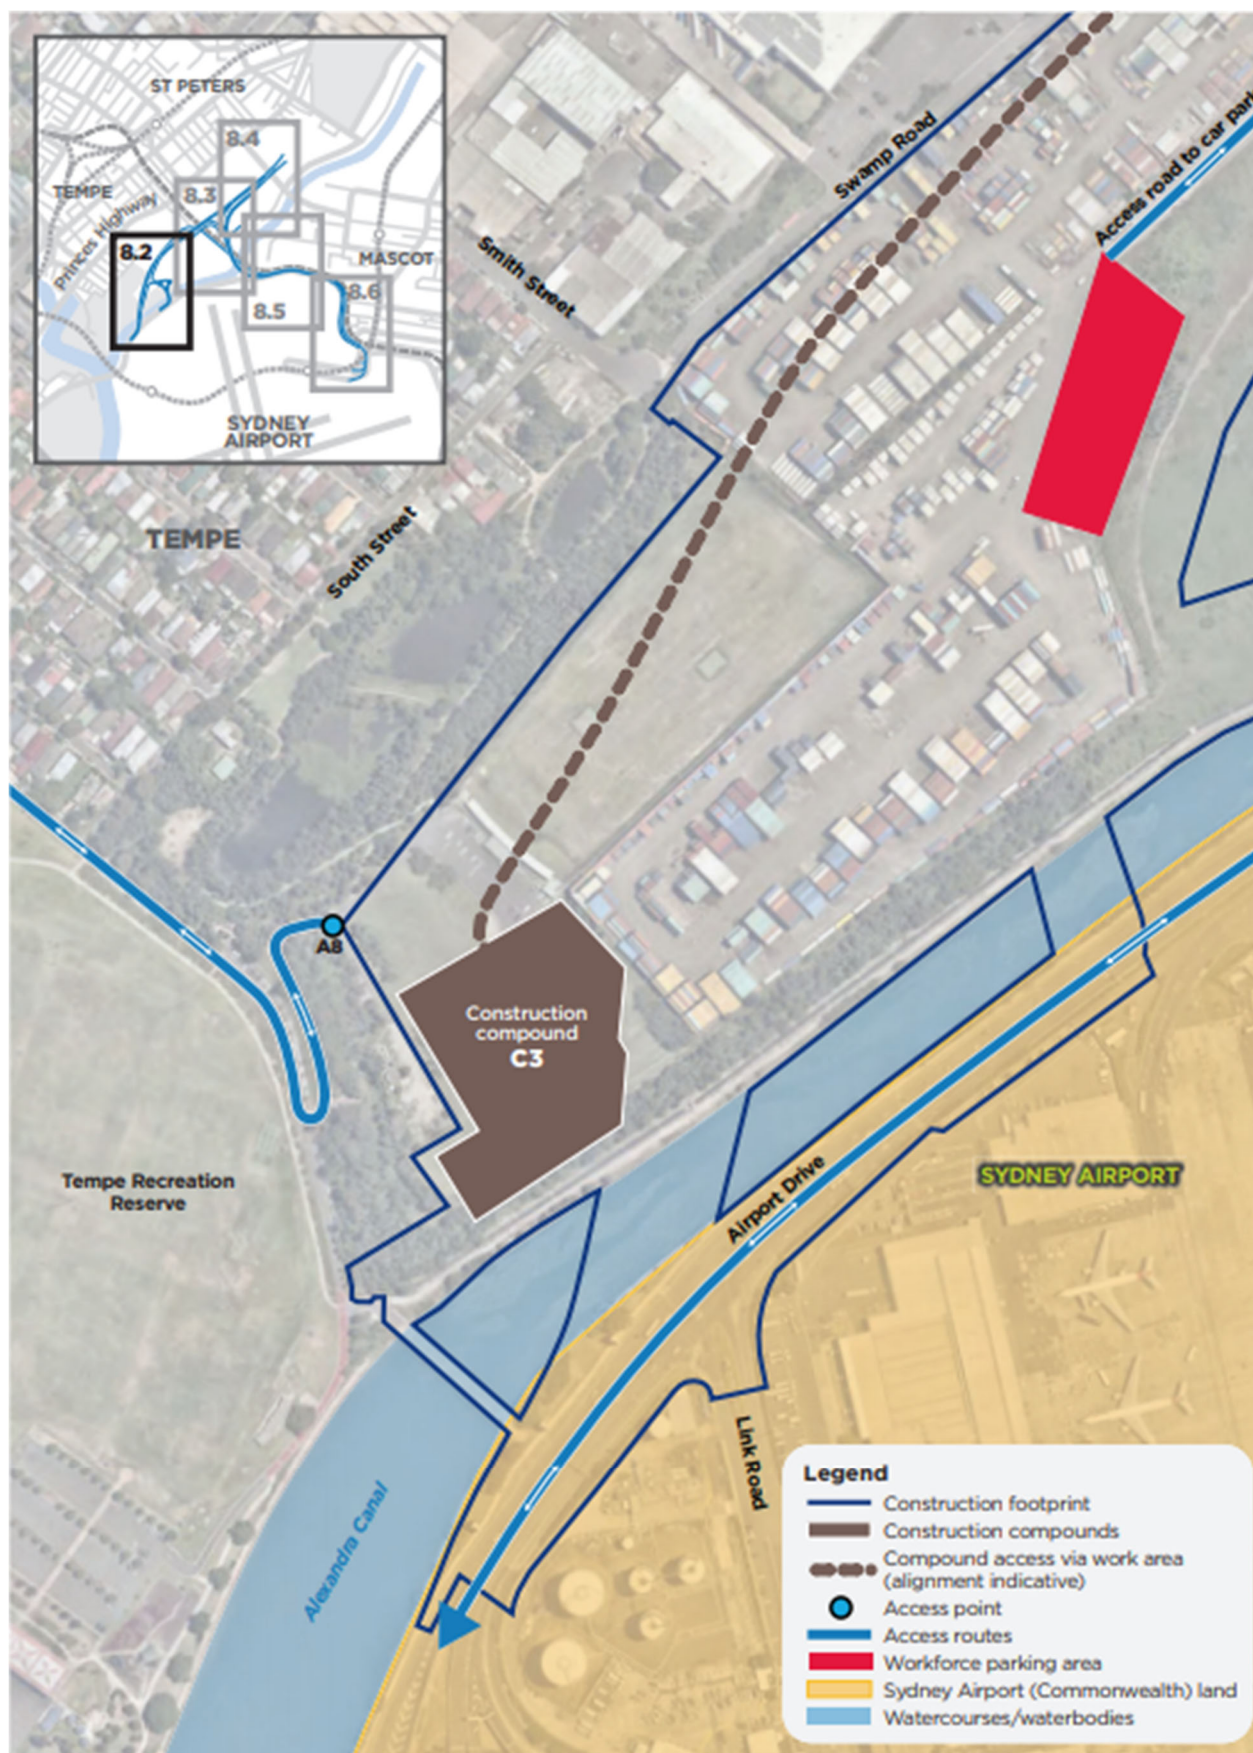 ST PETERS
8.4
TEMPE
8.3
Princes Highway
8.2
MASCOT
8.6
8.5
SYDNEY
AIRPORT
Swamp Road
Access road to car park
Smith Street
TEMPE
South Street
A8
Construction
compound
C3
Tempe Recreation
Reserve
Airport Drive
SYDNEY AIRPORT
Link Road
Alexandra Canal
Legend
Construction footprint
Construction compounds
Compound access via work area
(alignment indicative)
Access point
Access routes
Workforce parking area
Sydney Airport (Commonwealth) land
Watercourses/waterbodies